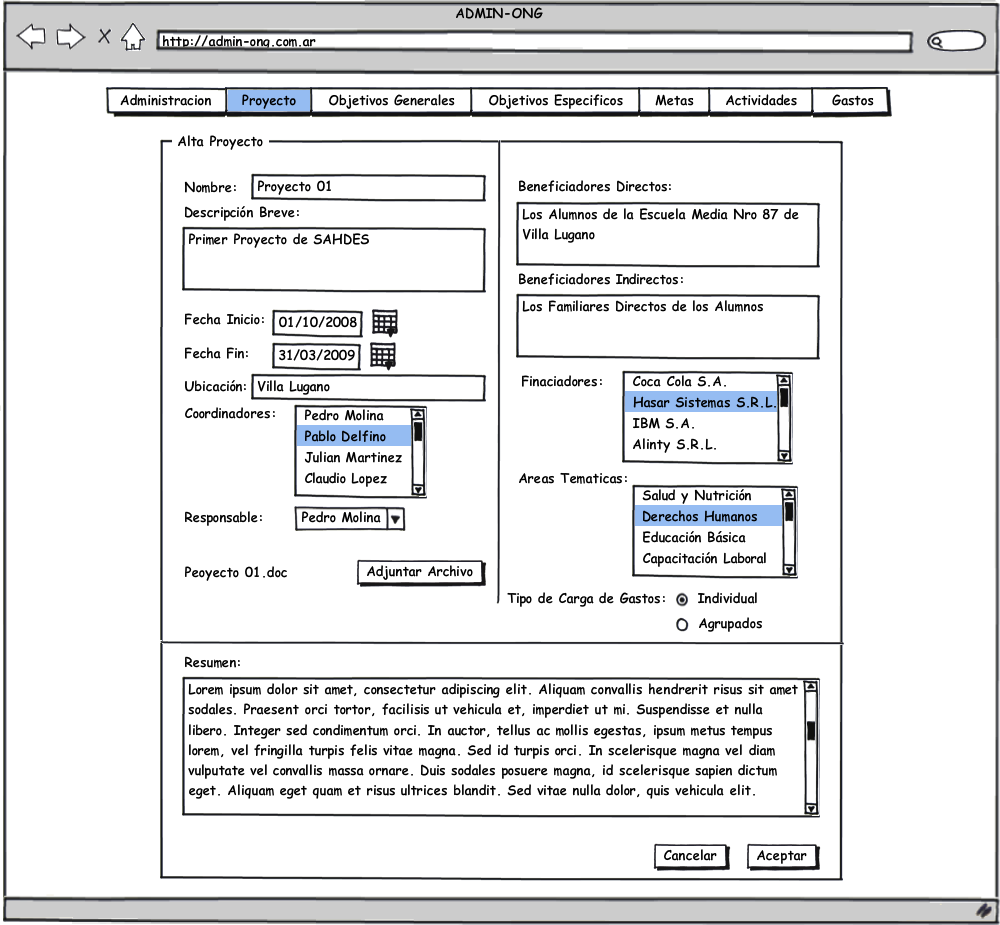 ADMIN-ONG
http://admin-ong.com.ar
Administracion Proyecto Objetivos Generales Objetivos Especificos Metas Actividades Gastos
Alta Proyecto
Nombre: Proyecto 01
Descripción Breve:
Primer Proyecto de SAHDES
Fecha Inicio: 01/10/2008
Fecha Fin: 31/03/2009
Ubicación: Villa Lugano
Coordinadores: Pedro Molina
Pablo Delfino
Julian Martinez
Claudio Lopez
Responsable: Pedro Molina
Peoyecto 01.doc Adjuntar Archivo
Beneficiadores Directos:
Los Alumnos de la Escuela Media Nro 87 de
Villa Lugano
Beneficiadores Indirectos:
Los Familiares Directos de los Alumnos
Finaciadores: Coca Cola S.A.
Hasar Sistemas S.R.L.
IBM S.A.
Alinty S.R.L.
Areas Tematicas: Salud y Nutrición
Derechos Humanos
Educación Básica
Capacitación Laboral
Tipo de Carga de Gastos: Individual
Agrupados
Resumen:
Lorem ipsum dolor sit amet, consectetur adipiscing elit. Aliquam convallis hendrerit risus sit amet
sodales. Praesent orci tortor, facilisis ut vehicula et, imperdiet ut mi. Suspendisse et nulla
libero. Integer sed condimentum orci. In auctor, tellus ac mollis egestas, ipsum metus tempus
lorem, vel fringilla turpis felis vitae magna. Sed id turpis orci. In scelerisque magna vel diam
vulputate vel convallis massa ornare. Duis sodales posuere magna, id scelerisque sapien dictum
eget. Aliquam eget quam et risus ultrices blandit. Sed vitae nulla dolor, quis vehicula elit.
Cancelar Aceptar